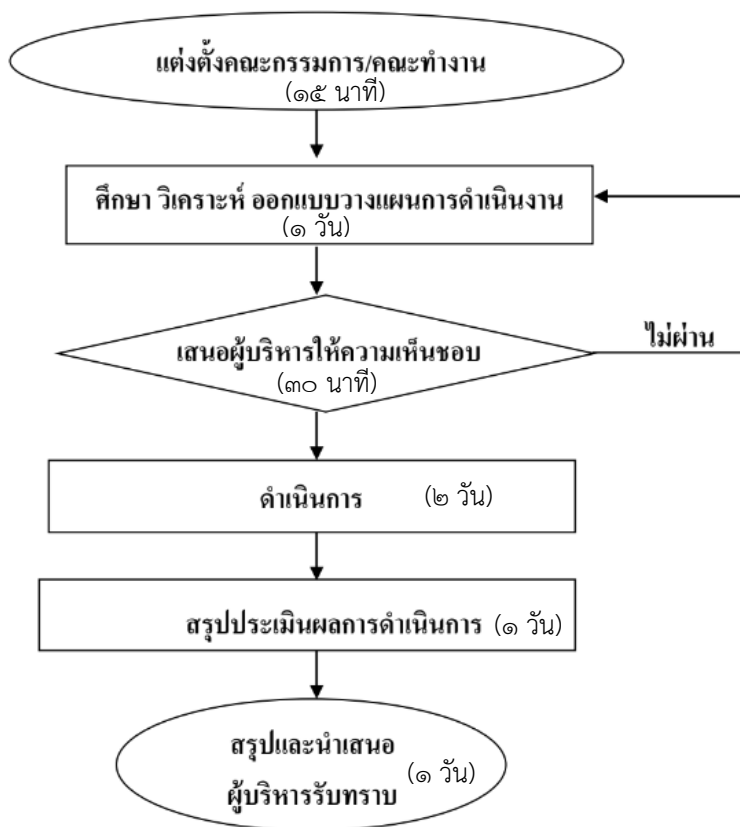 แต่งตั้งคณะกรรมการ/คณะทำงาน
(๑๕ นาที)
ศึกษา วิเคราะห์ ออกแบบวางแผนการดำเนินงาน
(๑ วัน)
เสนอผู้บริหารให้ความเห็นชอบ
(๓๐ นาที)
ไม่ผ่าน
ดำเนินการ (๒ วัน)
สรุปประเมินผลการดำเนินการ (๑ วัน)
สรุปและนำเสนอ
ผู้บริหารรับทราบ (๑ วัน)